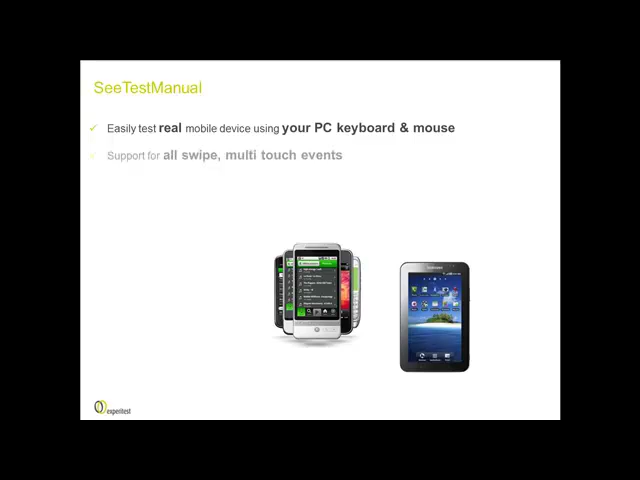 SeeTestManual
Easily test real mobile device using your PC keyboard & mouse
Support for all swipe, multi touch events
experitest